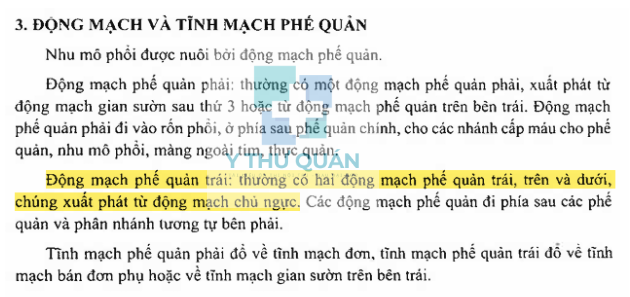 3. ĐỘNG MẠCH VÀ TĨNH MẠCH PHẾ QUẢN
Nhu mô phổi được nuôi bởi động mạch phế quản.
Động mạch phế quản phải: thường có một động mạch phế quản phải, xuất phát từ
động mạch gian sườn sau thứ 3 hoặc từ động mạch phế quản trên bên trái. Động mạch
phế quản phải đi vào rốn phổi, ở phía sau phế quản chính, cho các nhánh cấp máu cho phế
quản, nhu mô phổi, màng ngoài tim, thực quản.
Y THƯ QUÁN
Động mạch phế quản trái: thường có hai động mạch phế quản trái, trên và dưới,
chúng xuất phát từ động mạch chủ ngực. Các động mạch phế quản đi phía sau các phế
quản và phân nhánh tương tự bên phải.
Tĩnh mạch phế quản phải đổ về tĩnh mạch đơn, tĩnh mạch phế quản trái đổ về tĩnh
mạch bán đơn phụ hoặc về tĩnh mạch gian sườn trên bên trái.